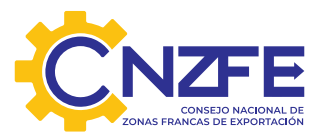 CNZFE
CONSEJO NACIONAL DE
ZONAS FRANCAS DE EXPORTACIÓN